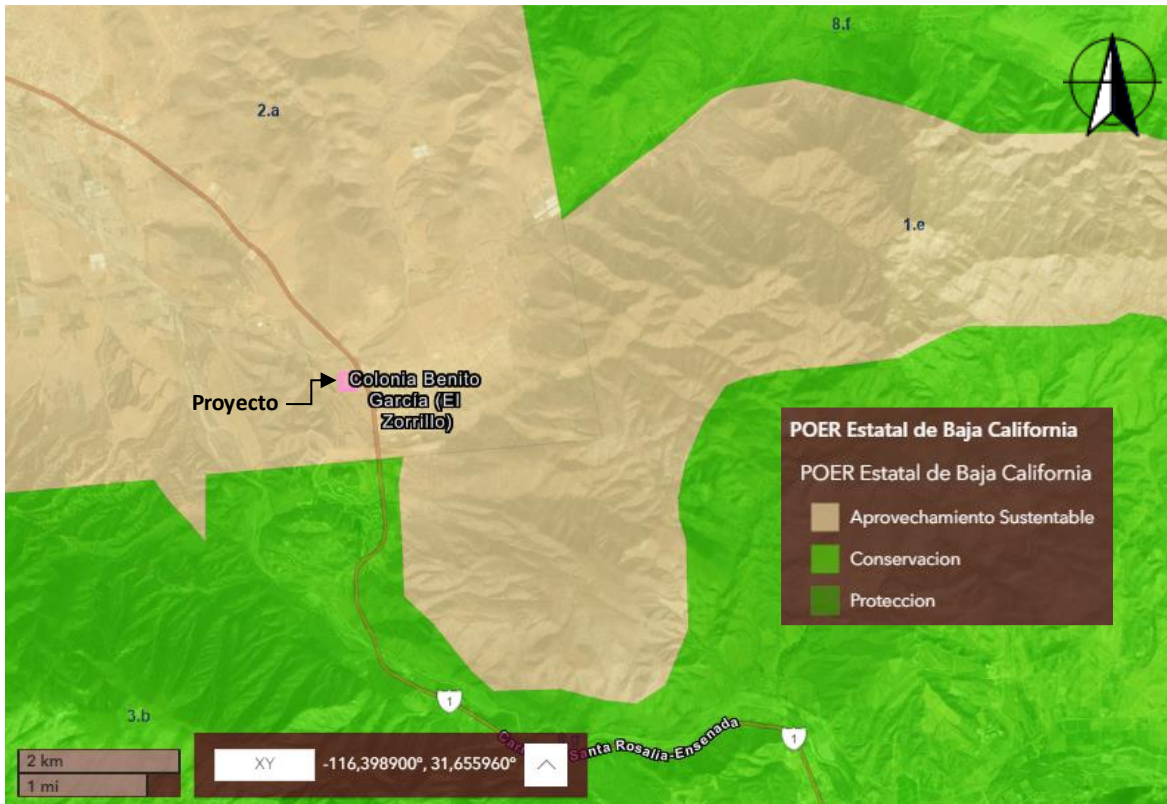 8.f
2.a
1.e
Colonia Benito
García (El
Zorrillo)
Proyecto
POER Estatal de Baja California
POER Estatal de Baja California
Aprovechamiento Sustentable
Conservacion
Proteccion
3.b
1
1
Santa Rosalía-Ensenada
2 km
1 mi
XY
-116,398900°, 31,655960°